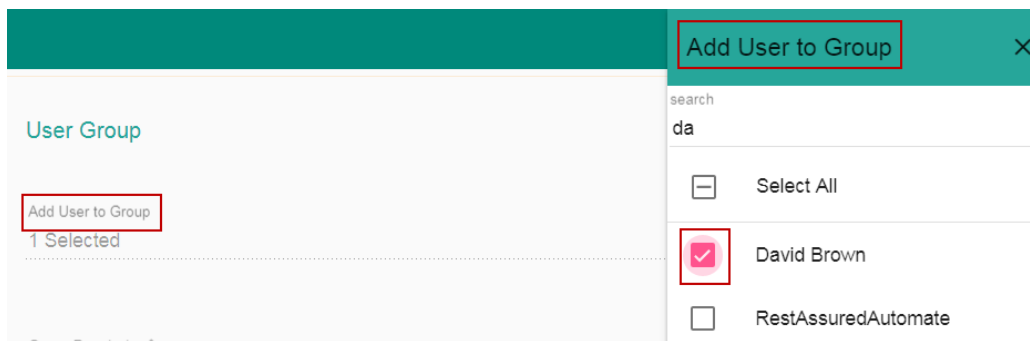 Add User to Group
search
da
User Group
Select All
Add User to Group
1 Selected
David Brown
RestAssuredAutomate